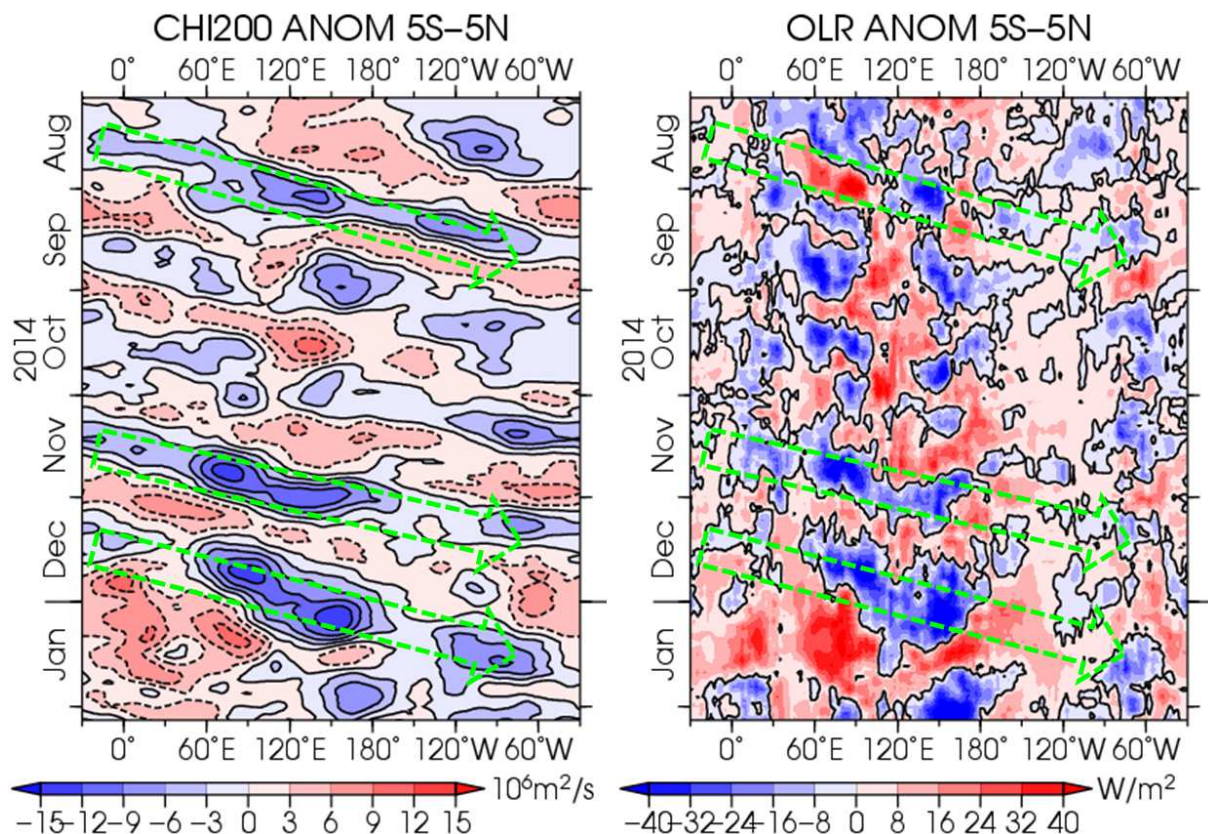 CHI200 ANOM 5S–5N
0° 60°E 120°E 180° 120°W 60°W
Aug
Sep
2014
Oct
Nov
Dec
Jan
0° 60°E 120°E 180° 120°W 60°W
−15 −12 −9 −6 −3 0 3 6 9 12 15 10⁶m²/s
OLR ANOM 5S–5N
0° 60°E 120°E 180° 120°W 60°W
Aug
Sep
2014
Oct
Nov
Dec
Jan
0° 60°E 120°E 180° 120°W 60°W
−40 −32 −24 −16 −8 0 8 16 24 32 40 W/m²